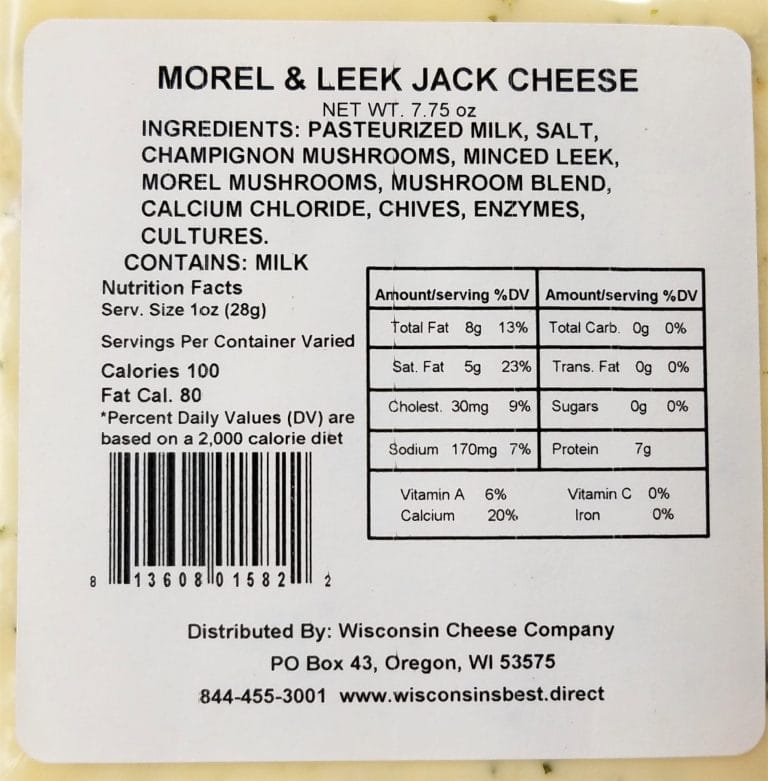 MOREL & LEEK JACK CHEESE
NET WT. 7.75 oz
INGREDIENTS: PASTEURIZED MILK, SALT,
CHAMPIGNON MUSHROOMS, MINCED LEEK,
MOREL MUSHROOMS, MUSHROOM BLEND,
CALCIUM CHLORIDE, CHIVES, ENZYMES,
CULTURES.
CONTAINS: MILK
Nutrition Facts
Serv. Size 1oz (28g)
Servings Per Container Varied
Calories 100
Fat Cal. 80
*Percent Daily Values (DV) are
based on a 2,000 calorie diet
Amount/serving %DV Amount/serving %DV
Total Fat 8g 13% Total Carb. 0g 0%
Sat. Fat 5g 23% Trans. Fat 0g 0%
Cholest. 30mg 9% Sugars 0g 0%
Sodium 170mg 7% Protein 7g
Vitamin A 6% Vitamin C 0%
Calcium 20% Iron 0%
8 13608 01582 2
Distributed By: Wisconsin Cheese Company
PO Box 43, Oregon, WI 53575
844-455-3001 www.wisconsinsbest.direct